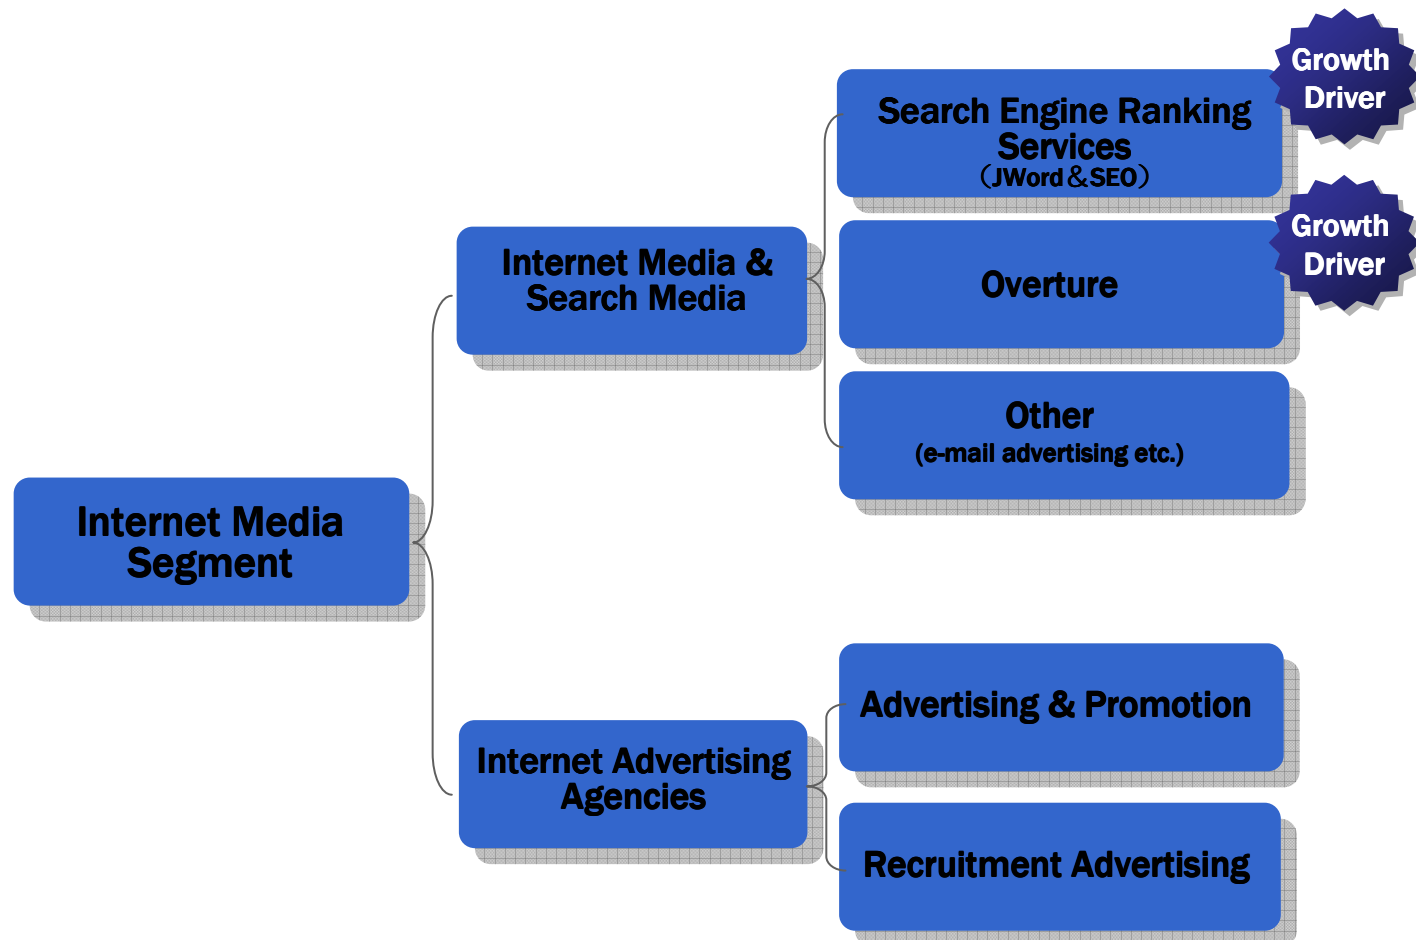 Growth
Driver
Search Engine Ranking
Services
（JWord＆SEO）
Growth
Driver
Overture
Internet Media &
Search Media
Other
(e-mail advertising etc.)
Internet Media
Segment
Advertising & Promotion
Internet Advertising
Agencies
Recruitment Advertising